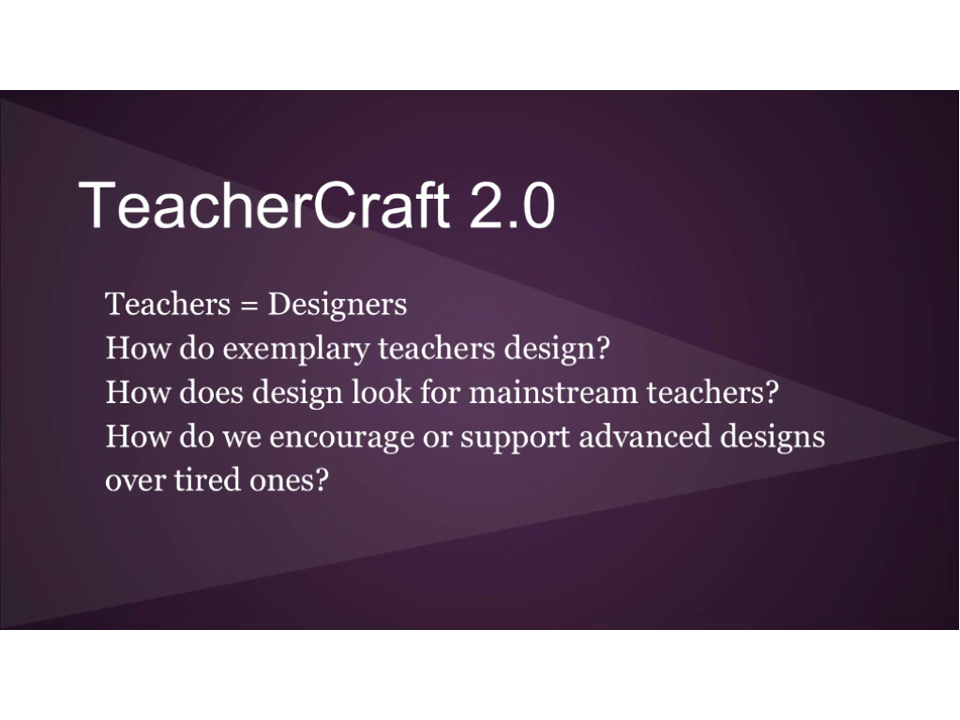 TeacherCraft 2.0
Teachers = Designers
How do exemplary teachers design?
How does design look for mainstream teachers?
How do we encourage or support advanced designs
over tired ones?